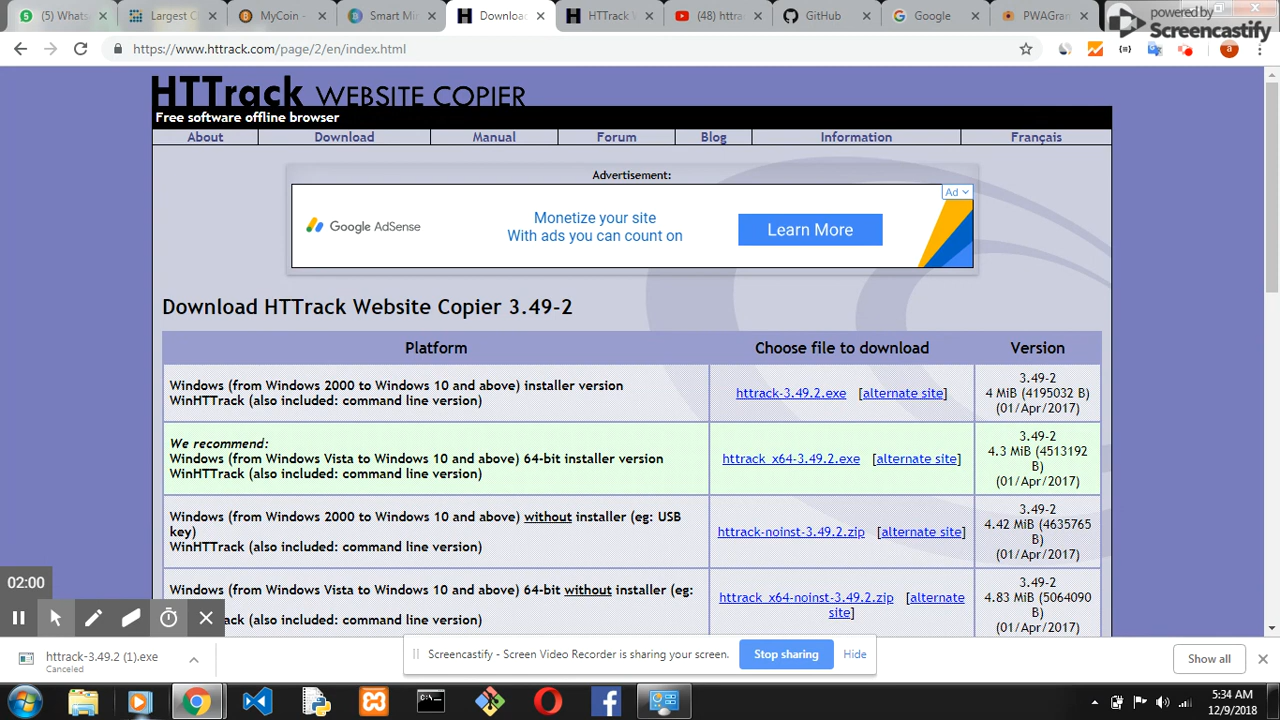 (5) Whats
Largest C
MyCoin -
Smart Mi
Downloa
HTTrack W
(48) httra
GitHub
Google
PWAGra
powered by
Screencastify
https://www.httrack.com/page/2/en/index.html
a
HTTrack WEBSITE COPIER
Free software offline browser
About Download Manual Forum Blog Information Français
Advertisement:
Ad
Google AdSense
Monetize your site
With ads you can count on
Learn More
Download HTTrack Website Copier 3.49-2
Platform Choose file to download Version
Windows (from Windows 2000 to Windows 10 and above) installer version
WinHTTrack (also included: command line version)
httrack-3.49.2.exe [alternate site]
3.49-2
4 MiB (4195032 B)
(01/Apr/2017)
We recommend:
Windows (from Windows Vista to Windows 10 and above) 64-bit installer version
WinHTTrack (also included: command line version)
httrack_x64-3.49.2.exe [alternate site]
3.49-2
4.3 MiB (4513192
B)
(01/Apr/2017)
Windows (from Windows 2000 to Windows 10 and above) without installer (eg: USB
key)
WinHTTrack (also included: command line version)
httrack-noinst-3.49.2.zip [alternate site]
3.49-2
4.42 MiB (4635765
B)
(01/Apr/2017)
Windows (from Windows Vista to Windows 10 and above) 64-bit without installer (eg:
track (also included: command line version)
httrack_x64-noinst-3.49.2.zip [alternate
site]
3.49-2
4.83 MiB (5064090
B)
(01/Apr/2017)
02:00
httrack-3.49.2 (1).exe
Canceled
Screencastify - Screen Video Recorder is sharing your screen.
Stop sharing
Hide
Show all
5:34 AM
12/9/2018